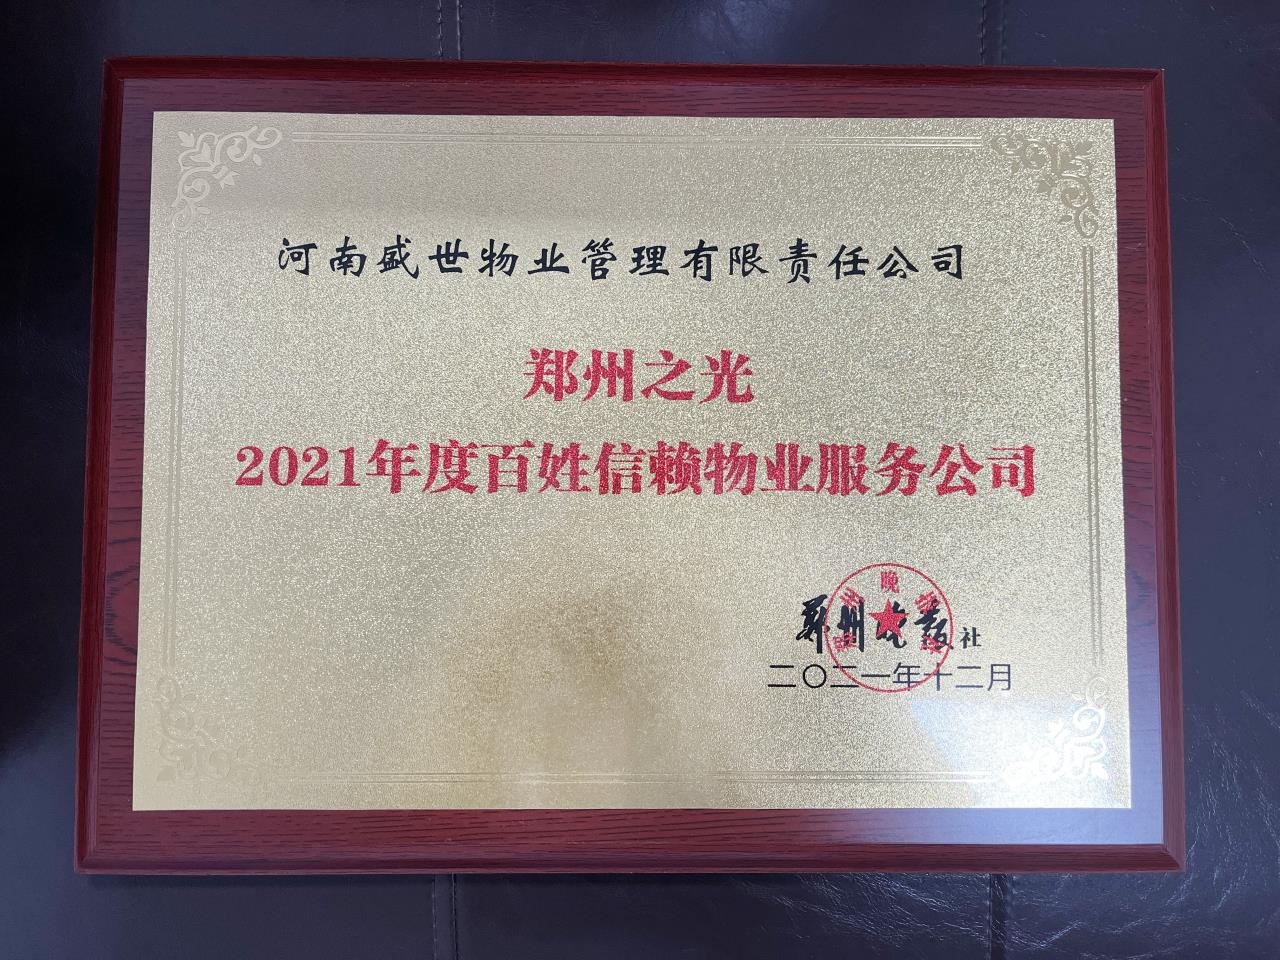 河南盛世物业管理有限责任公司
郑州之光
2021年度百姓信赖物业服务公司
郑州晚报社
二〇二一年十二月